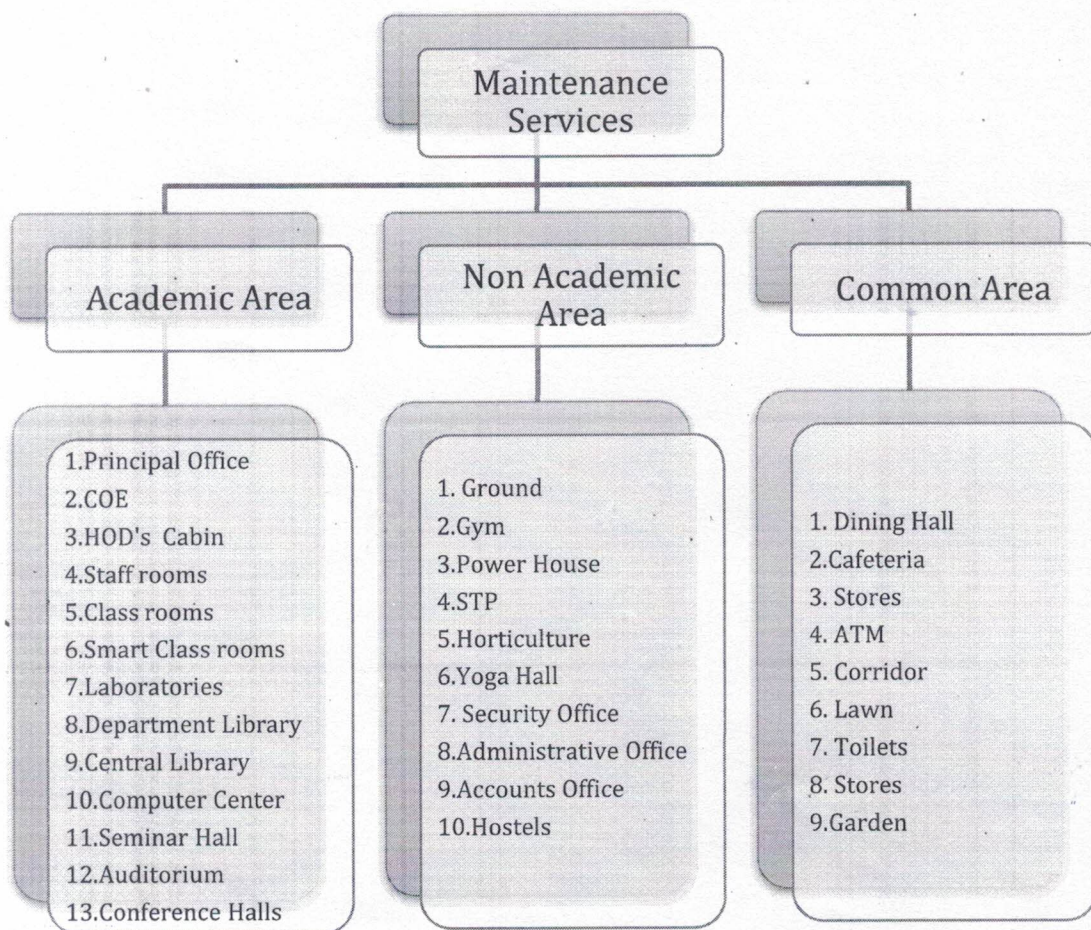 Maintenance
Services
Academic Area
1.Principal Office
2.COE
3.HOD's Cabin
4.Staff rooms
5.Class rooms
6.Smart Class rooms
7.Laboratories
8.Department Library
9.Central Library
10.Computer Center
11.Seminar Hall
12.Auditorium
13.Conference Halls
Non Academic
Area
1. Ground
2.Gym
3.Power House
4.STP
5.Horticulture
6.Yoga Hall
7. Security Office
8.Administrative Office
9.Accounts Office
10.Hostels
Common Area
1. Dining Hall
2.Cafeteria
3. Stores
4. ATM
5. Corridor
6. Lawn
7. Toilets
8. Stores
9.Garden